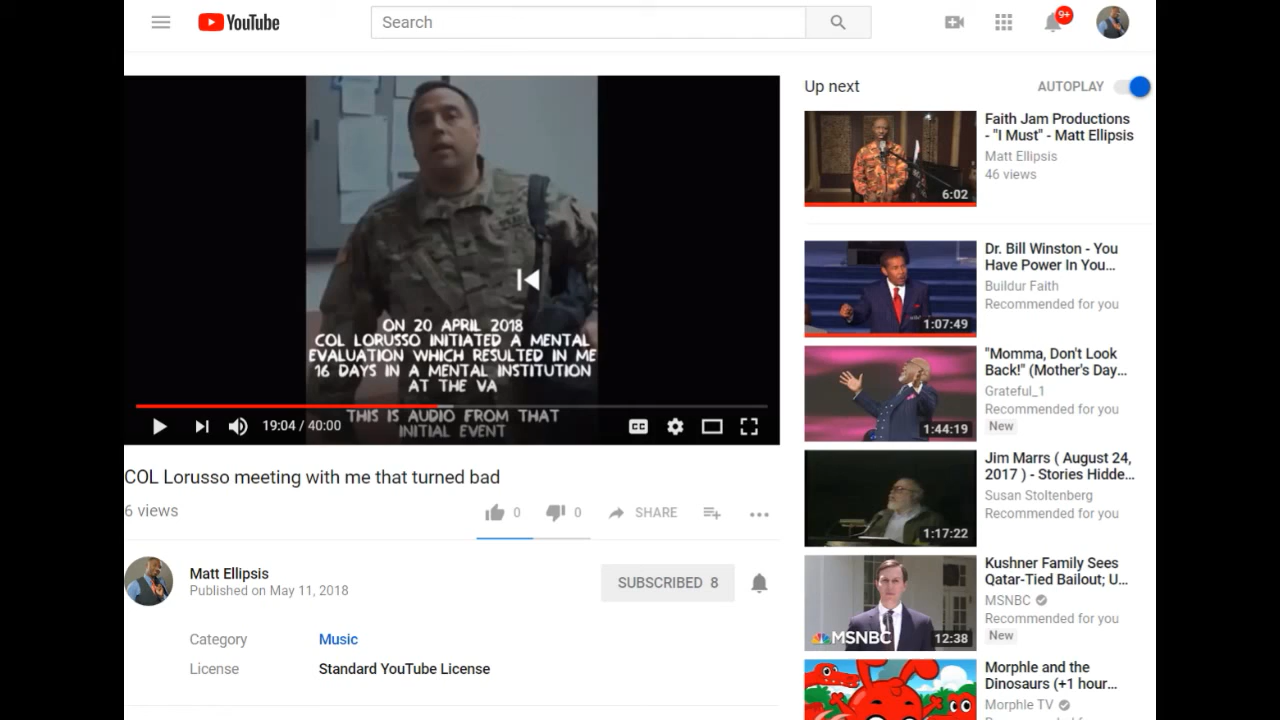 YouTube
Search
9+
ON 20 APRIL 2018
COL LORUSSO INITIATED A MENTAL
EVALUATION WHICH RESULTED IN ME
16 DAYS IN A MENTAL INSTITUTION
AT THE VA
THIS IS AUDIO FROM THAT
INITIAL EVENT
19:04 / 40:00
CC
COL Lorusso meeting with me that turned bad
6 views
0
0
SHARE
Matt Ellipsis
Published on May 11, 2018
SUBSCRIBED 8
Category
Music
License
Standard YouTube License
Up next
AUTOPLAY
6:02
Faith Jam Productions
- "I Must" - Matt Ellipsis
Matt Ellipsis
46 views
1:07:49
Dr. Bill Winston - You
Have Power In You...
Buildur Faith
Recommended for you
1:44:19
"Momma, Don't Look
Back!" (Mother's Day...
Grateful_1
Recommended for you
New
1:17:22
Jim Marrs ( August 24,
2017 ) - Stories Hidde...
Susan Stoltenberg
Recommended for you
MSNBC
12:38
Kushner Family Sees
Qatar-Tied Bailout; U...
MSNBC
Recommended for you
New
Morphle and the
Dinosaurs (+1 hour...
Morphle TV